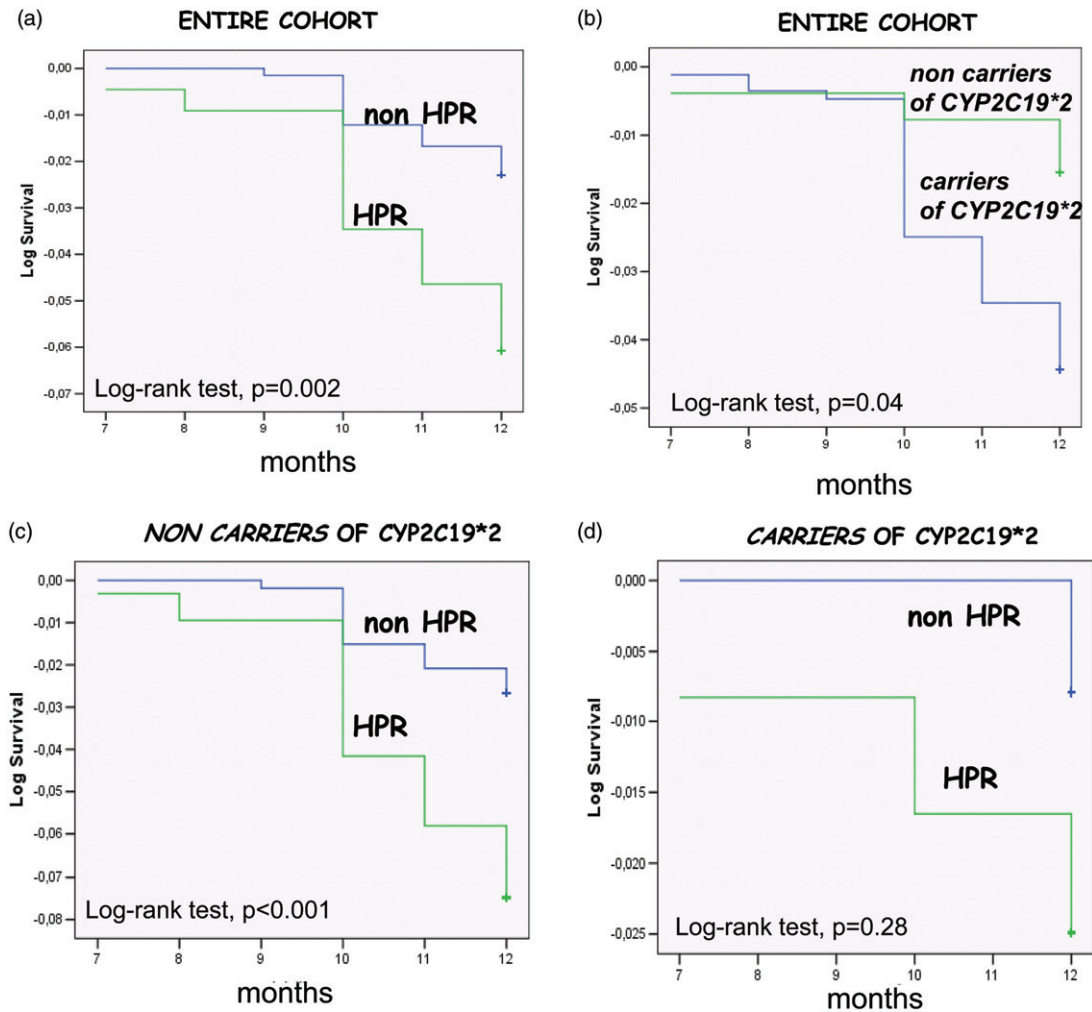 (a) ENTIRE COHORT
0,00
-0,01
-0,02
-0,03
-0,04
-0,05
-0,06
-0,07
Log Survival
non HPR
HPR
Log-rank test, p=0.002
7 8 9 10 11 12
months
(b) ENTIRE COHORT
0,00
-0,01
-0,02
-0,03
-0,04
-0,05
Log Survival
non carriers
of CYP2C19*2
carriers
of CYP2C19*2
Log-rank test, p=0.04
7 8 9 10 11 12
months
(c) NON CARRIERS OF CYP2C19*2
0,00
-0,01
-0,02
-0,03
-0,04
-0,05
-0,06
-0,07
-0,08
Log Survival
non HPR
HPR
Log-rank test, p<0.001
7 8 9 10 11 12
months
(d) CARRIERS OF CYP2C19*2
0,000
-0,005
-0,010
-0,015
-0,020
-0,025
Log Survival
non HPR
HPR
Log-rank test, p=0.28
7 8 9 10 11 12
months